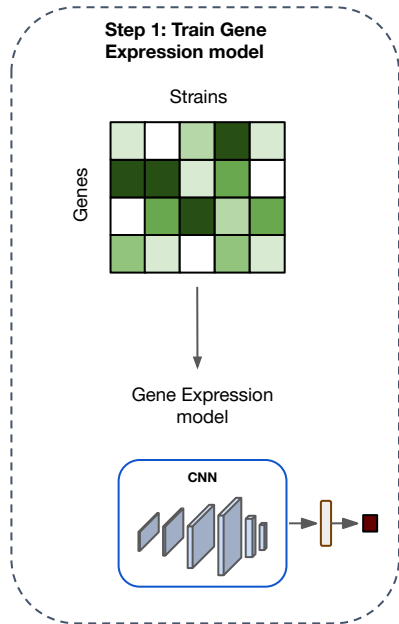 Step 1: Train Gene
Expression model
Strains
Genes
Gene Expression
model
CNN